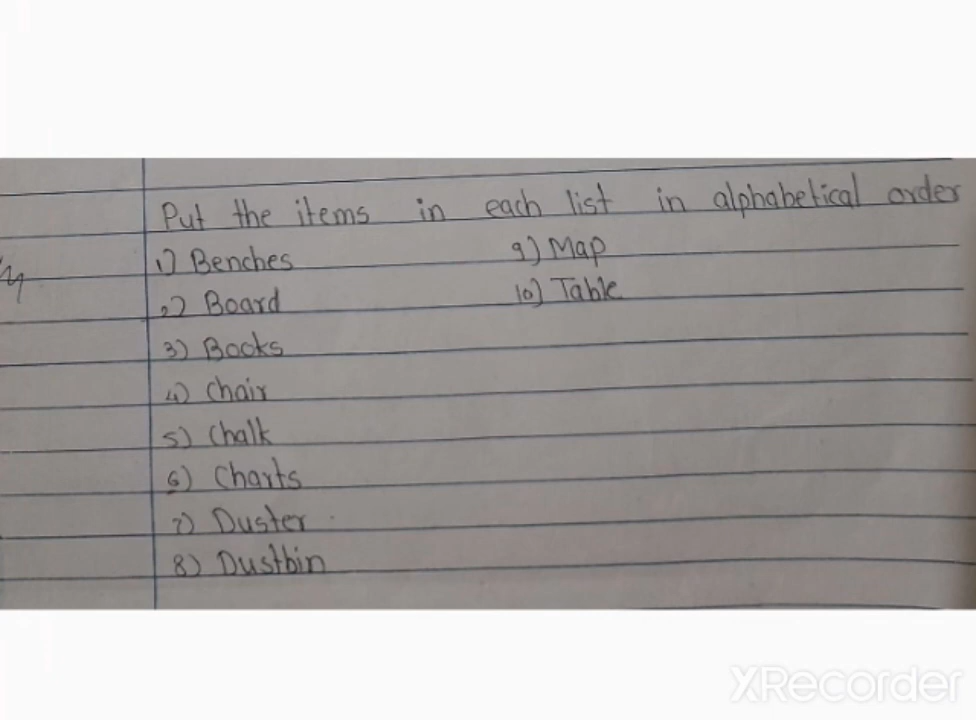 Put the items in each list in alphabetical order
1) Benches
2) Board
3) Books
4) Chair
5) Chalk
6) Charts
7) Duster
8) Dustbin
9) Map
10) Table
XRecorder